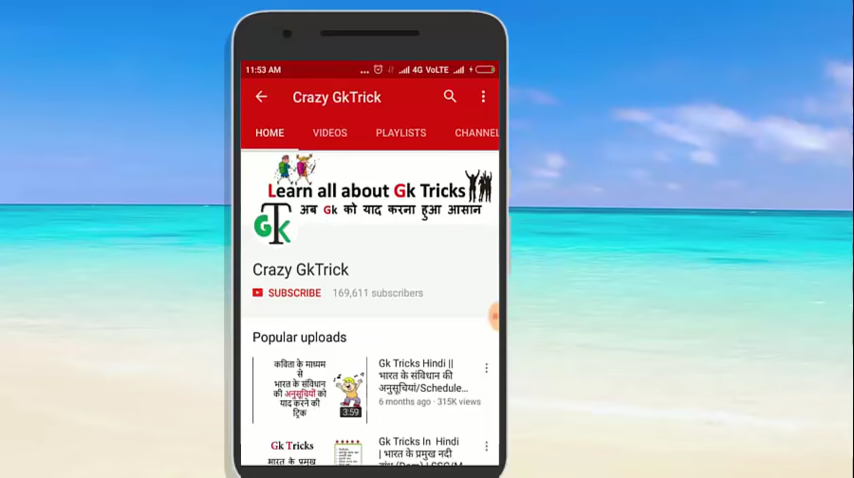 11:53 AM ... 4G VoLTE
Crazy GkTrick
HOME VIDEOS PLAYLISTS CHANNEL
Learn all about Gk Tricks
अब Gk को याद करना हुआ आसान
GTk
Crazy GkTrick
SUBSCRIBE 169,611 subscribers
Popular uploads
कविता के माध्यम
से
भारत के संविधान
की अनुसूचियों को
याद करने की
ट्रिक
3:59
Gk Tricks Hindi ||
भारत के संविधान की
अनुसूचियां/Schedule...
6 months ago · 315K views
Gk Tricks
भारत के प्रमुख
Gk Tricks In Hindi
| भारत के प्रमुख नदी